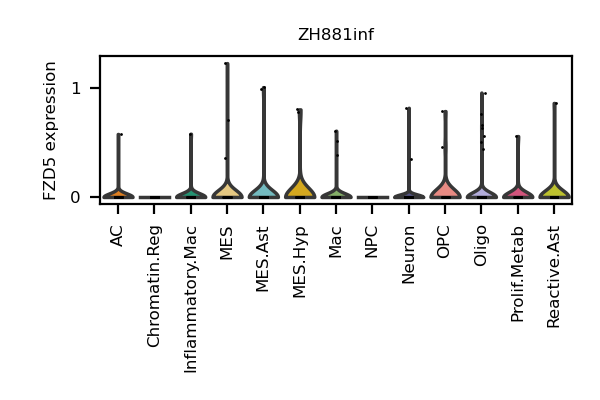 ZH881inf
FZD5 expression
1
0
AC
Chromatin.Reg
Inflammatory.Mac
MES
MES.Ast
MES.Hyp
Mac
NPC
Neuron
OPC
Oligo
Prolif.Metab
Reactive.Ast